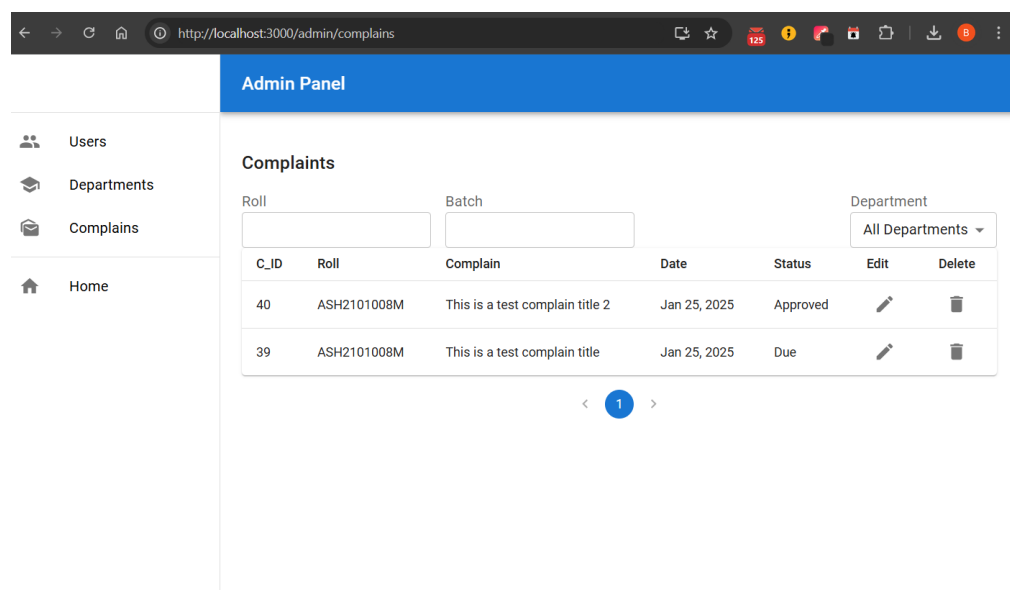 http://localhost:3000/admin/complains
125
B
Admin Panel
Users
Departments
Complains
Home
Complaints
Roll Batch Department
All Departments
C_ID Roll Complain Date Status Edit Delete
40 ASH2101008M This is a test complain title 2 Jan 25, 2025 Approved
39 ASH2101008M This is a test complain title Jan 25, 2025 Due
1